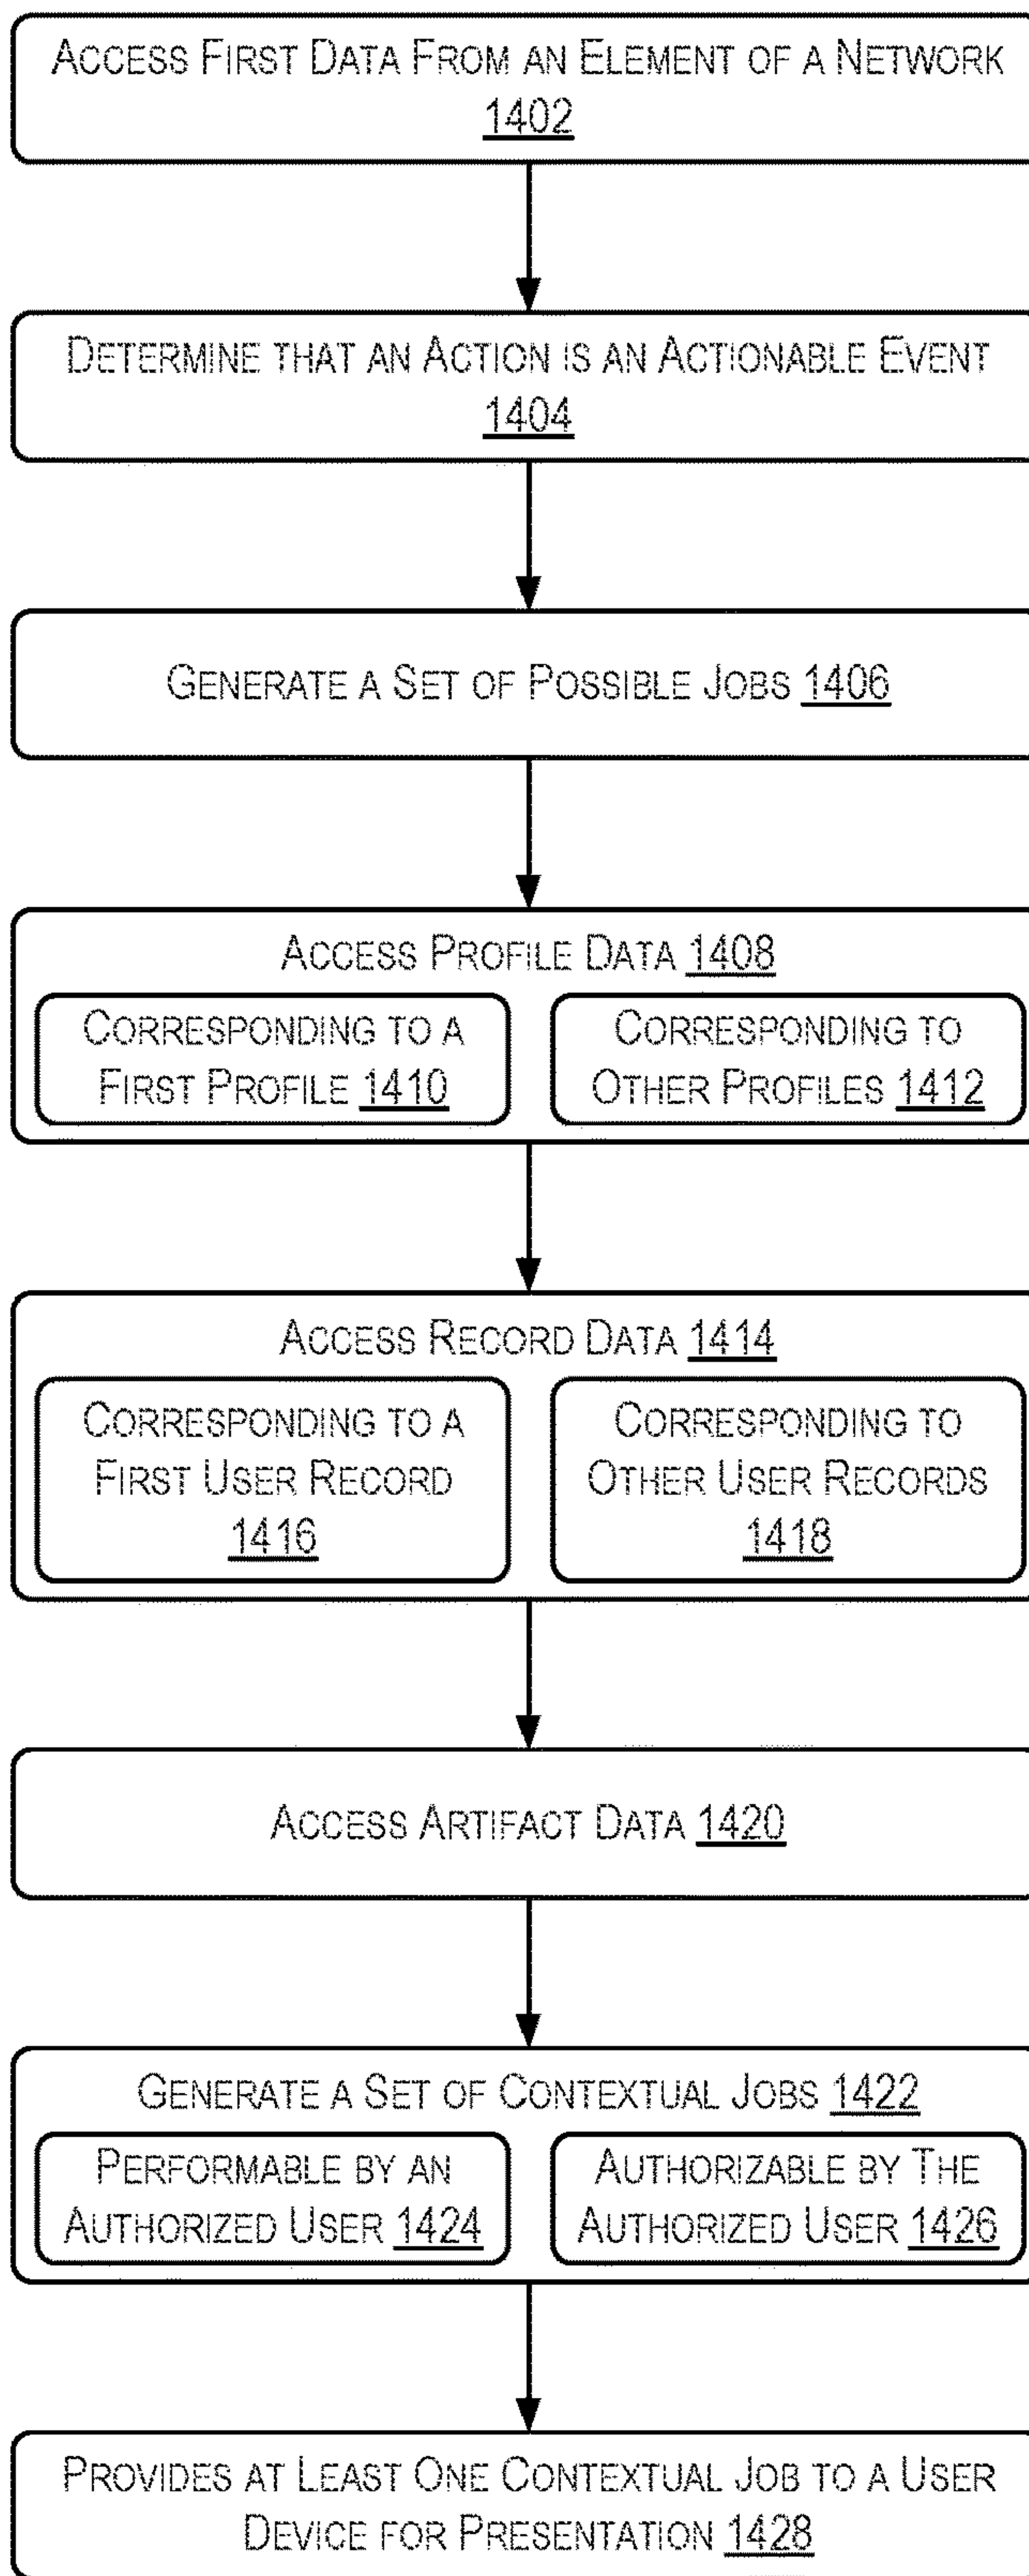 ACCESS FIRST DATA FROM AN ELEMENT OF A NETWORK
1402
DETERMINE THAT AN ACTION IS AN ACTIONABLE EVENT
1404
GENERATE A SET OF POSSIBLE JOBS 1406
ACCESS PROFILE DATA 1408
CORRESPONDING TO A
FIRST PROFILE 1410
CORRESPONDING TO
OTHER PROFILES 1412
ACCESS RECORD DATA 1414
CORRESPONDING TO A
FIRST USER RECORD
1416
CORRESPONDING TO
OTHER USER RECORDS
1418
ACCESS ARTIFACT DATA 1420
GENERATE A SET OF CONTEXTUAL JOBS 1422
PERFORMABLE BY AN
AUTHORIZED USER 1424
AUTHORIZABLE BY THE
AUTHORIZED USER 1426
PROVIDES AT LEAST ONE CONTEXTUAL JOB TO A USER
DEVICE FOR PRESENTATION 1428